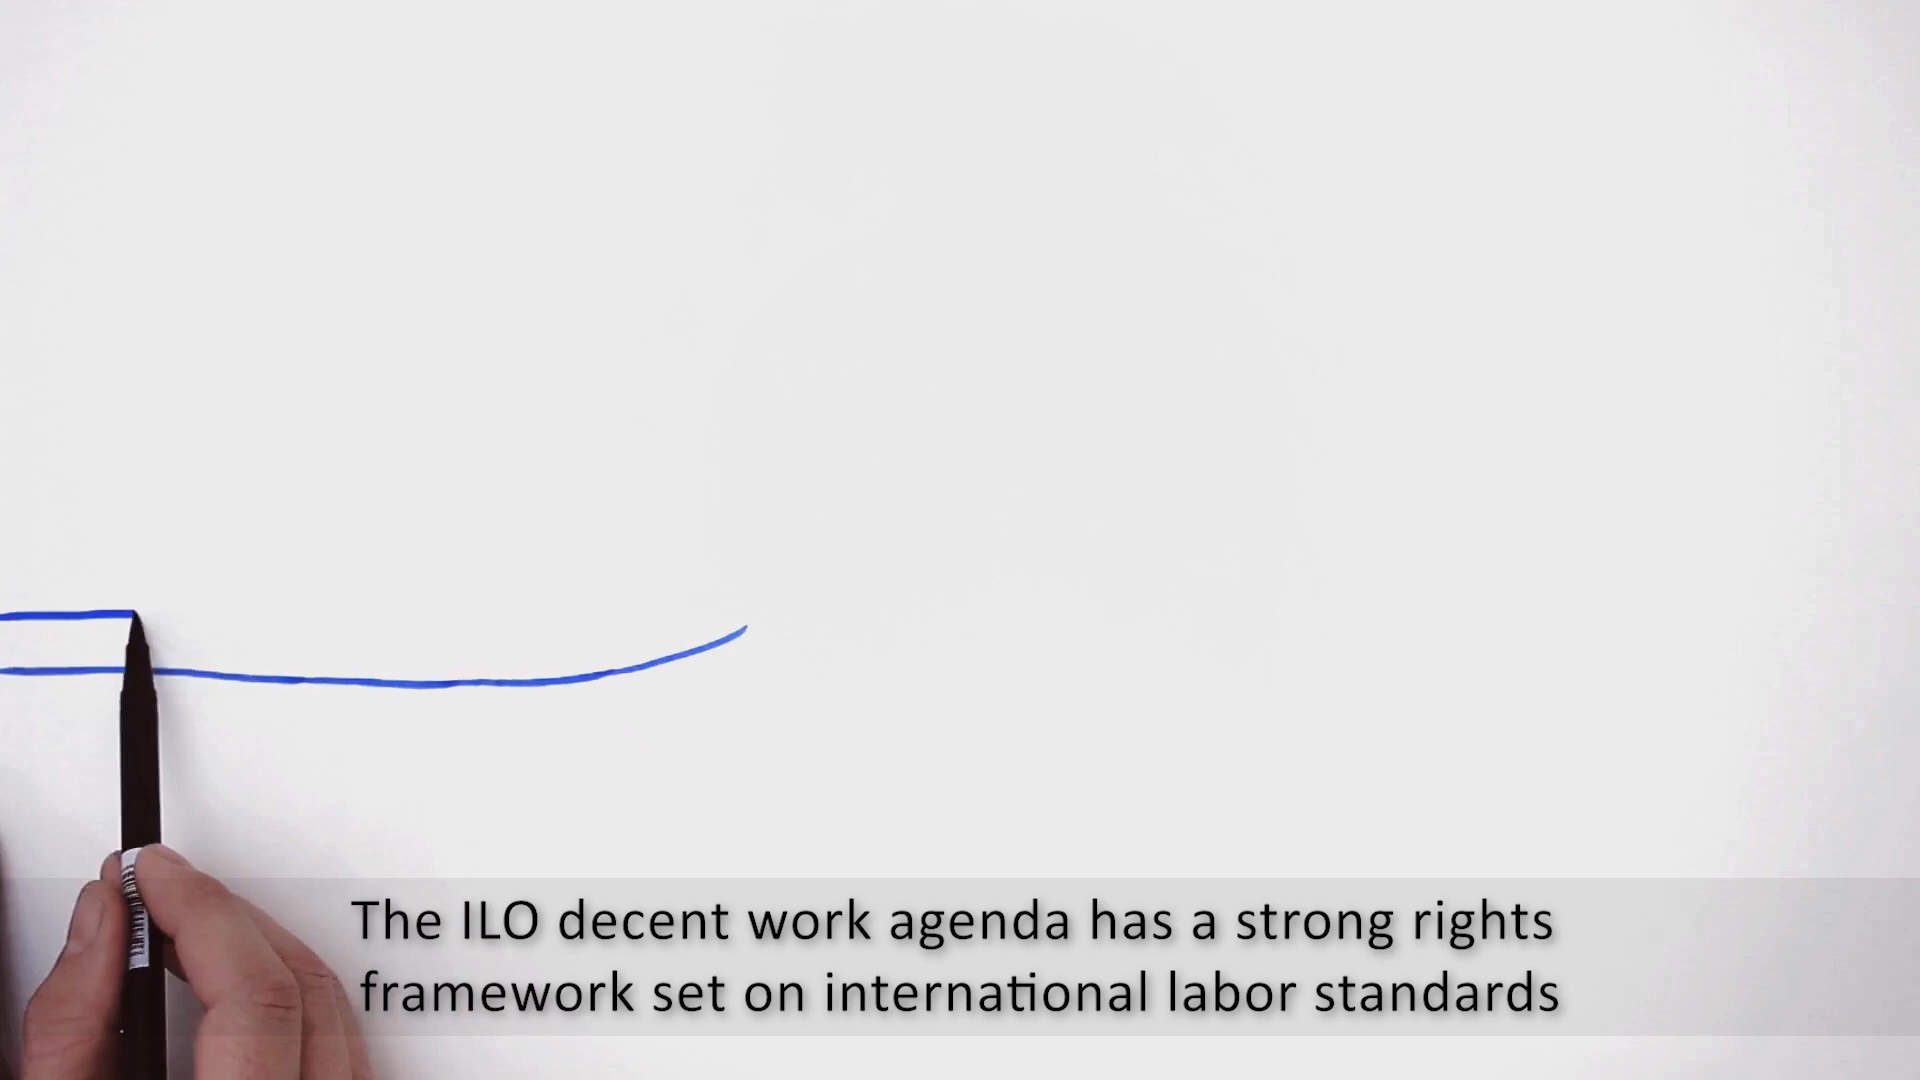 The ILO decent work agenda has a strong rights
framework set on international labor standards